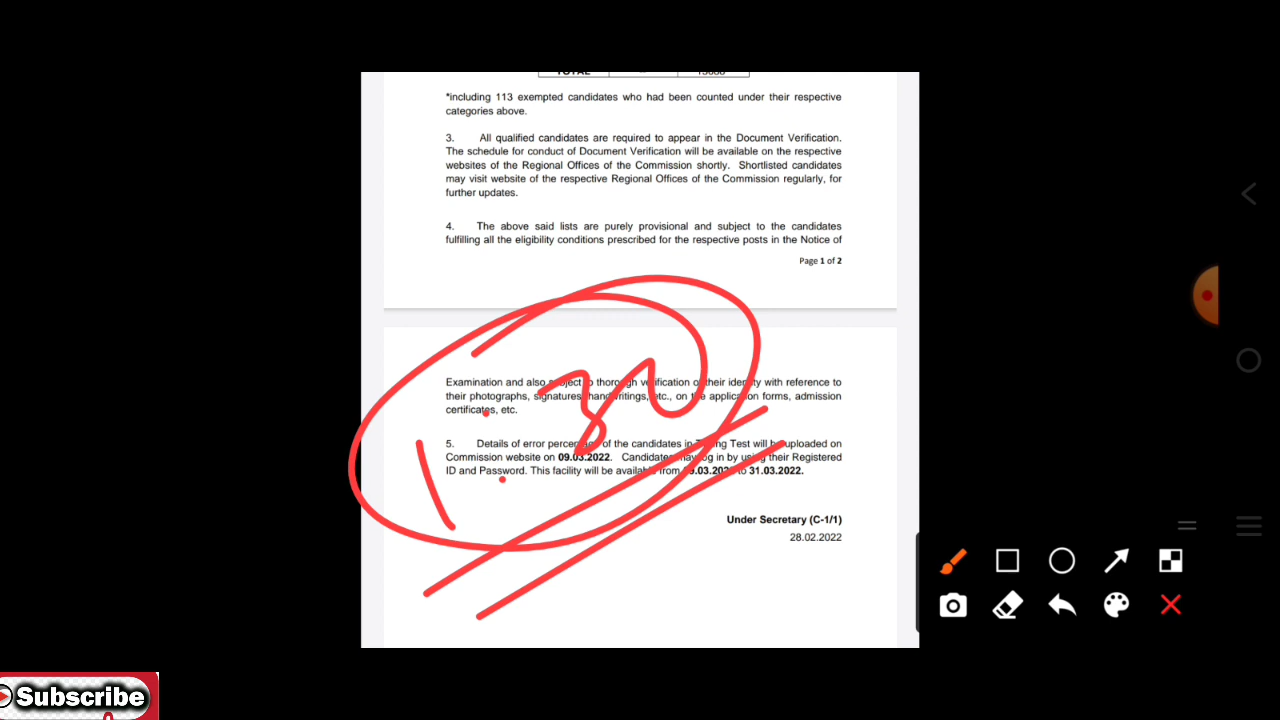 *including 113 exempted candidates who had been counted under their respective
categories above.
3. All qualified candidates are required to appear in the Document Verification.
The schedule for conduct of Document Verification will be available on the respective
websites of the Regional Offices of the Commission shortly. Shortlisted candidates
may visit website of the respective Regional Offices of the Commission regularly, for
further updates.
4. The above said lists are purely provisional and subject to the candidates
fulfilling all the eligibility conditions prescribed for the respective posts in the Notice of
Page 1 of 2
Examination and also subject to thorough verification of their identity with reference to
their photographs, signatures, handwritings, etc., on the application forms, admission
certificates, etc.
5. Details of error percentage of the candidates in Typing Test will be uploaded on
Commission website on 09.03.2022. Candidates may log in by using their Registered
ID and Password. This facility will be available from 09.03.2022 to 31.03.2022.
Under Secretary (C-1/1)
28.02.2022
1:30
Subscribe